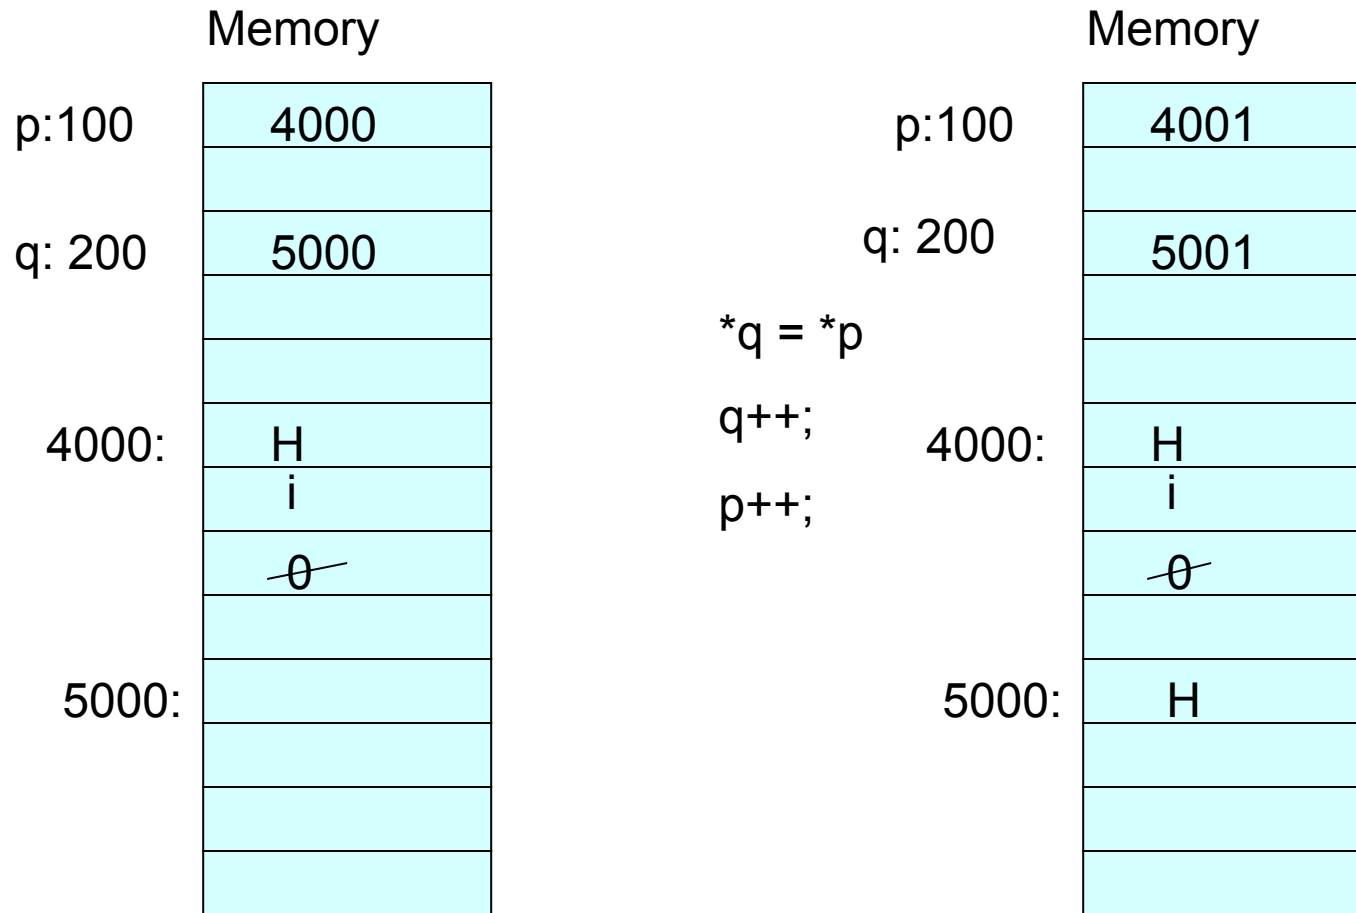 Memory
p:100 4000
q: 200 5000
4000: H
i
0
5000:
*q = *p
q++;
p++;
Memory
p:100 4001
q: 200 5001
4000: H
i
0
5000: H